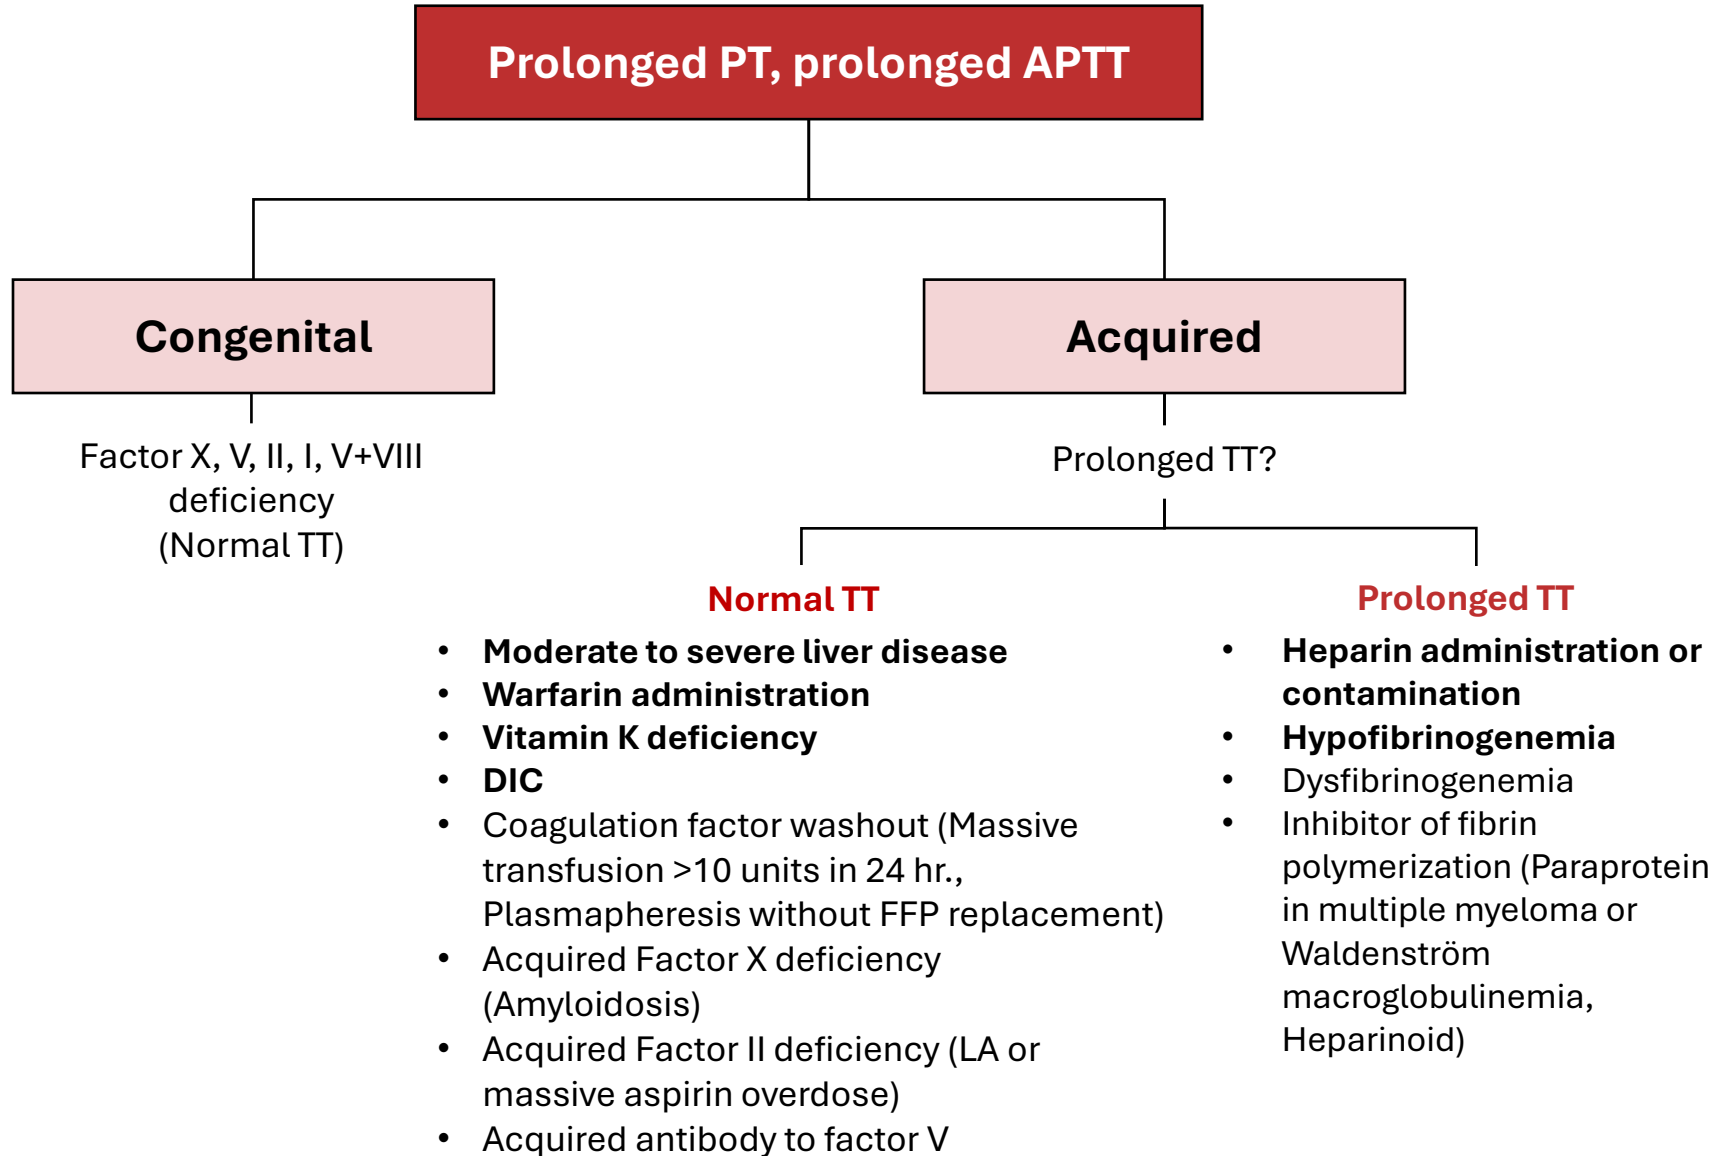 Prolonged PT, prolonged APTT
Congenital
Factor X, V, II, I, V+VIII
deficiency
(Normal TT)
Acquired
Prolonged TT?
Normal TT
• Moderate to severe liver disease
• Warfarin administration
• Vitamin K deficiency
• DIC
• Coagulation factor washout (Massive
transfusion >10 units in 24 hr.,
Plasmapheresis without FFP replacement)
• Acquired Factor X deficiency
(Amyloidosis)
• Acquired Factor II deficiency (LA or
massive aspirin overdose)
• Acquired antibody to factor V
Prolonged TT
• Heparin administration or
contamination
• Hypofibrinogenemia
• Dysfibrinogenemia
• Inhibitor of fibrin
polymerization (Paraprotein
in multiple myeloma or
Waldenström
macroglobulinemia,
Heparinoid)